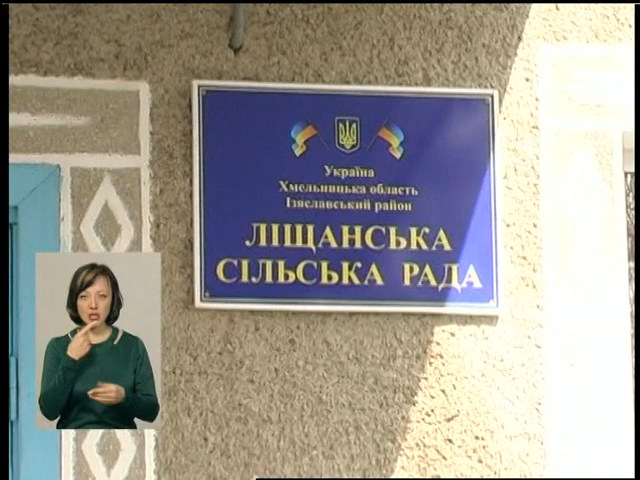 Україна
Хмельницька область
Ізяславський район
ЛІЩАНСЬКА
СІЛЬСЬКА РАДА